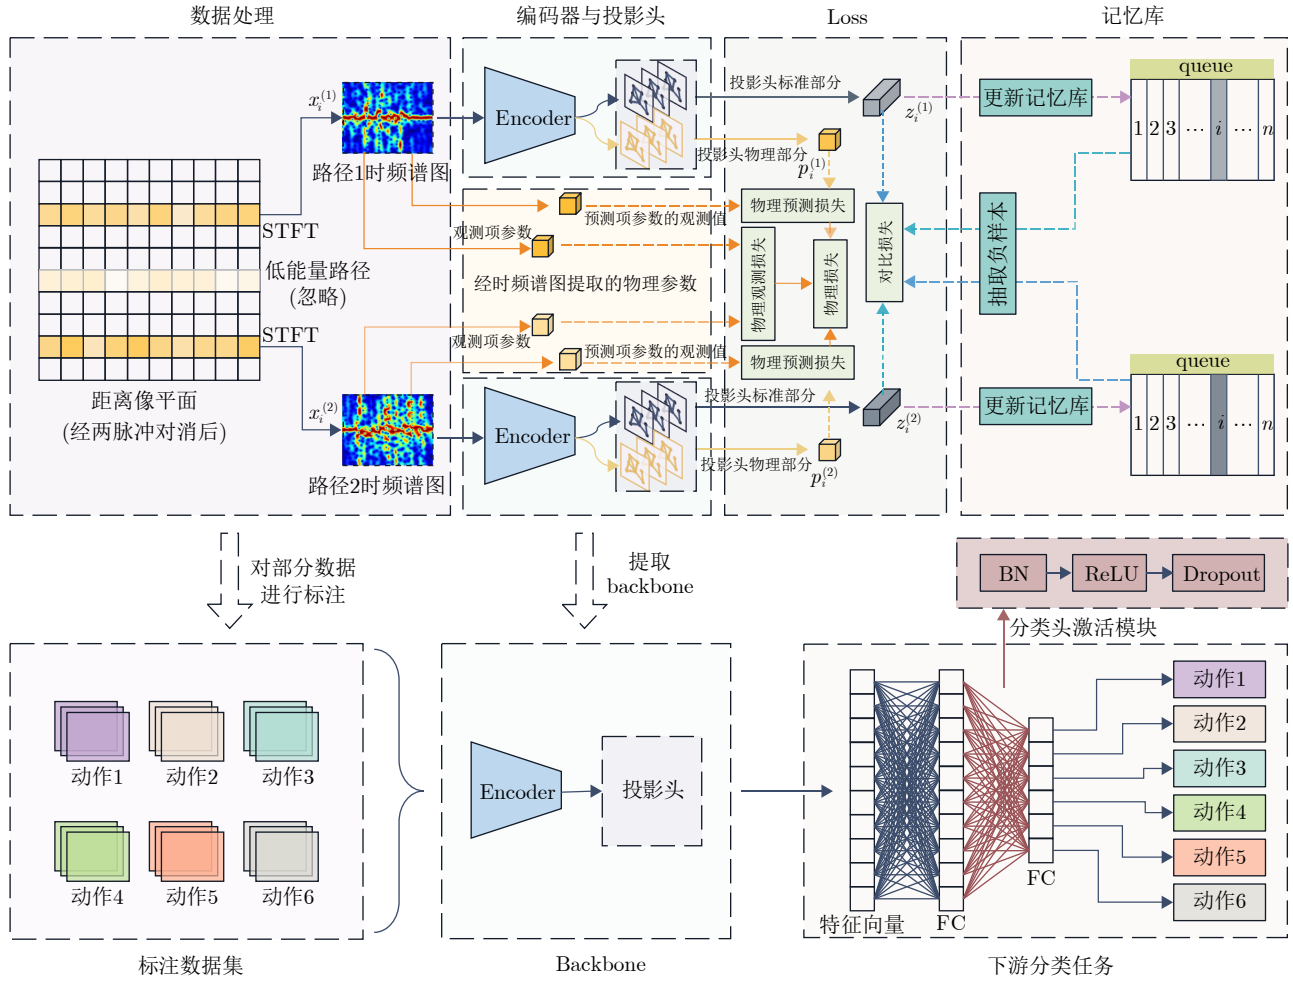 数据处理
编码器与投影头
Loss
记忆库
x_i^(1)
路径1时频谱图
STFT
低能量路径
(忽略)
STFT
距离像平面
(经两脉冲对消后)
x_i^(2)
路径2时频谱图
Encoder
投影头标准部分
投影头物理部分
z_i^(1)
p_i^(1)
预测项参数的观测值
观测项参数
经时频谱图提取的物理参数
观测项参数
预测项参数的观测值
Encoder
投影头标准部分
投影头物理部分
z_i^(2)
p_i^(2)
物理预测损失
物理观测损失
物理损失
物理预测损失
对比损失
更新记忆库
queue
1 2 3 ⋯ i ⋯ n
抽取负样本
更新记忆库
queue
1 2 3 ⋯ i ⋯ n
对部分数据
进行标注
提取
backbone
BN
ReLU
Dropout
分类头激活模块
动作1
动作2
动作3
动作4
动作5
动作6
标注数据集
Encoder
投影头
Backbone
特征向量
FC
FC
动作1
动作2
动作3
动作4
动作5
动作6
下游分类任务